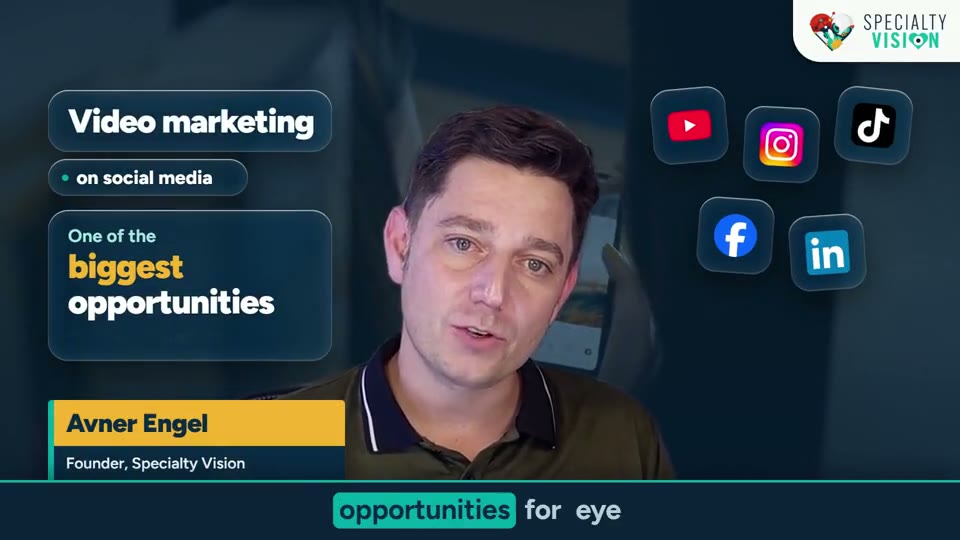 SPECIALTY
VISION
Video marketing
on social media
One of the
biggest
opportunities
in
Avner Engel
Founder, Specialty Vision
opportunities for eye